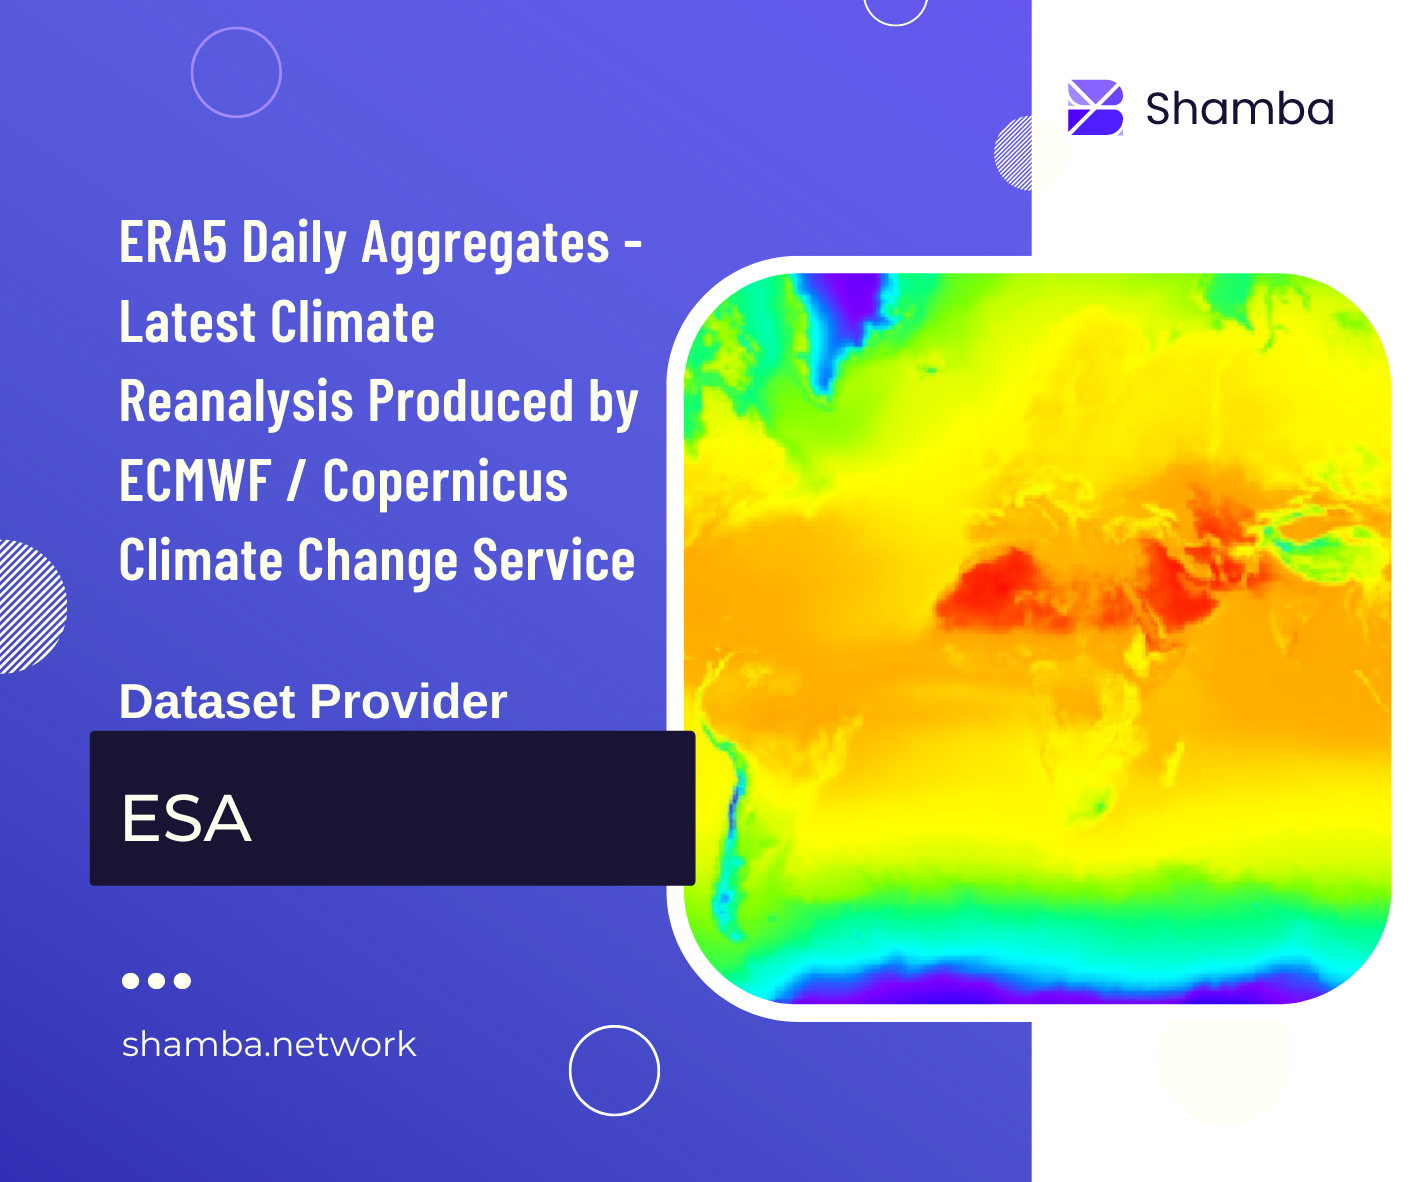 Shamba
ERA5 Daily Aggregates -
Latest Climate
Reanalysis Produced by
ECMWF / Copernicus
Climate Change Service
Dataset Provider
ESA
shamba.network